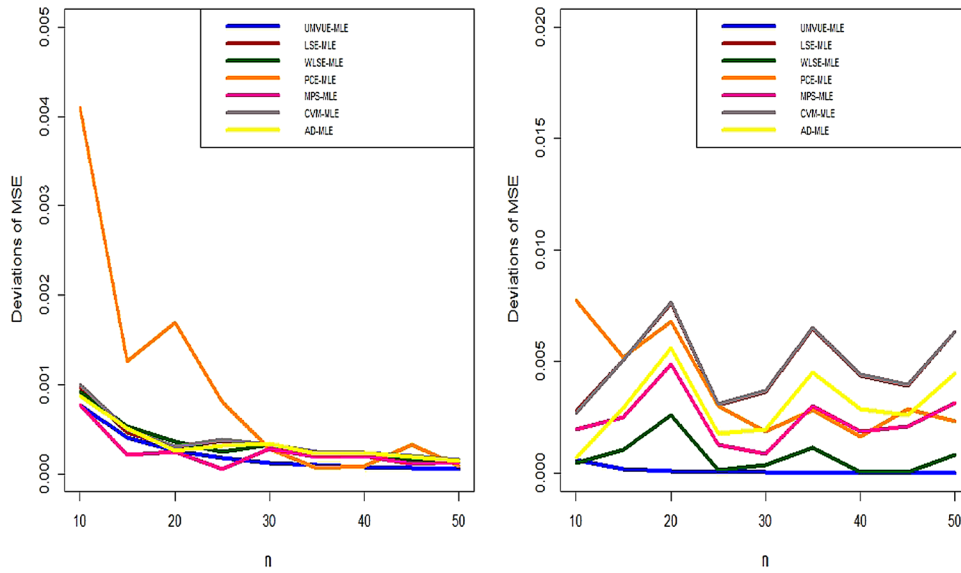 UMVUE-MLE
LSE-MLE
WLSE-MLE
PCE-MLE
MPS-MLE
CVM-MLE
AD-MLE
Deviations of MSE
0.005
0.004
0.003
0.002
0.001
0.000
10 20 30 40 50
n
UMVUE-MLE
LSE-MLE
WLSE-MLE
PCE-MLE
MPS-MLE
CVM-MLE
AD-MLE
Deviations of MSE
0.020
0.015
0.010
0.005
0.000
10 20 30 40 50
n